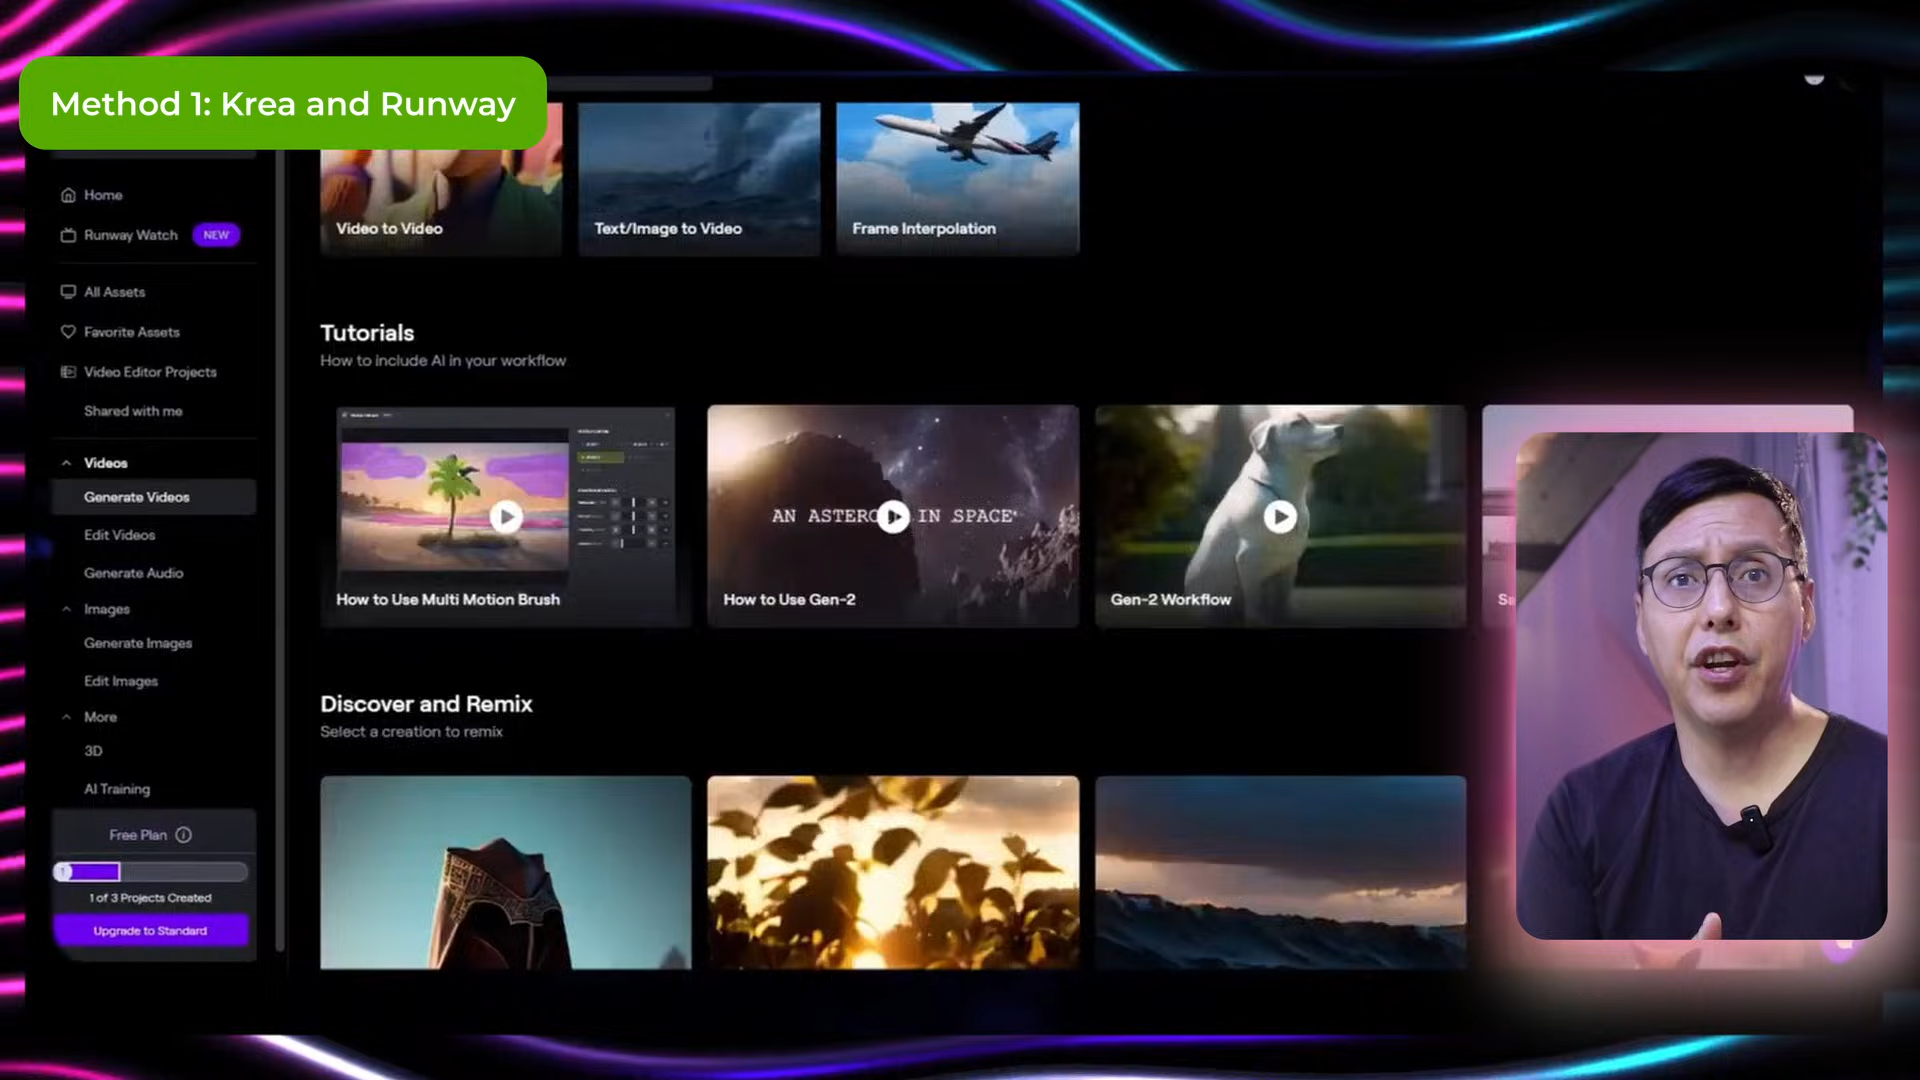 Method 1: Krea and Runway
Home
Runway Watch NEW
All Assets
Favorite Assets
Video Editor Projects
Shared with me
Videos
Generate Videos
Edit Videos
Generate Audio
Images
Generate Images
Edit Images
More
3D
AI Training
Free Plan
1
1 of 3 Projects Created
Upgrade to Standard
Video to Video
Text/Image to Video
Frame Interpolation
Tutorials
How to include AI in your workflow
How to Use Multi Motion Brush
IN SPACE
How to Use Gen-2
Gen-2 Workflow
Discover and Remix
Select a creation to remix